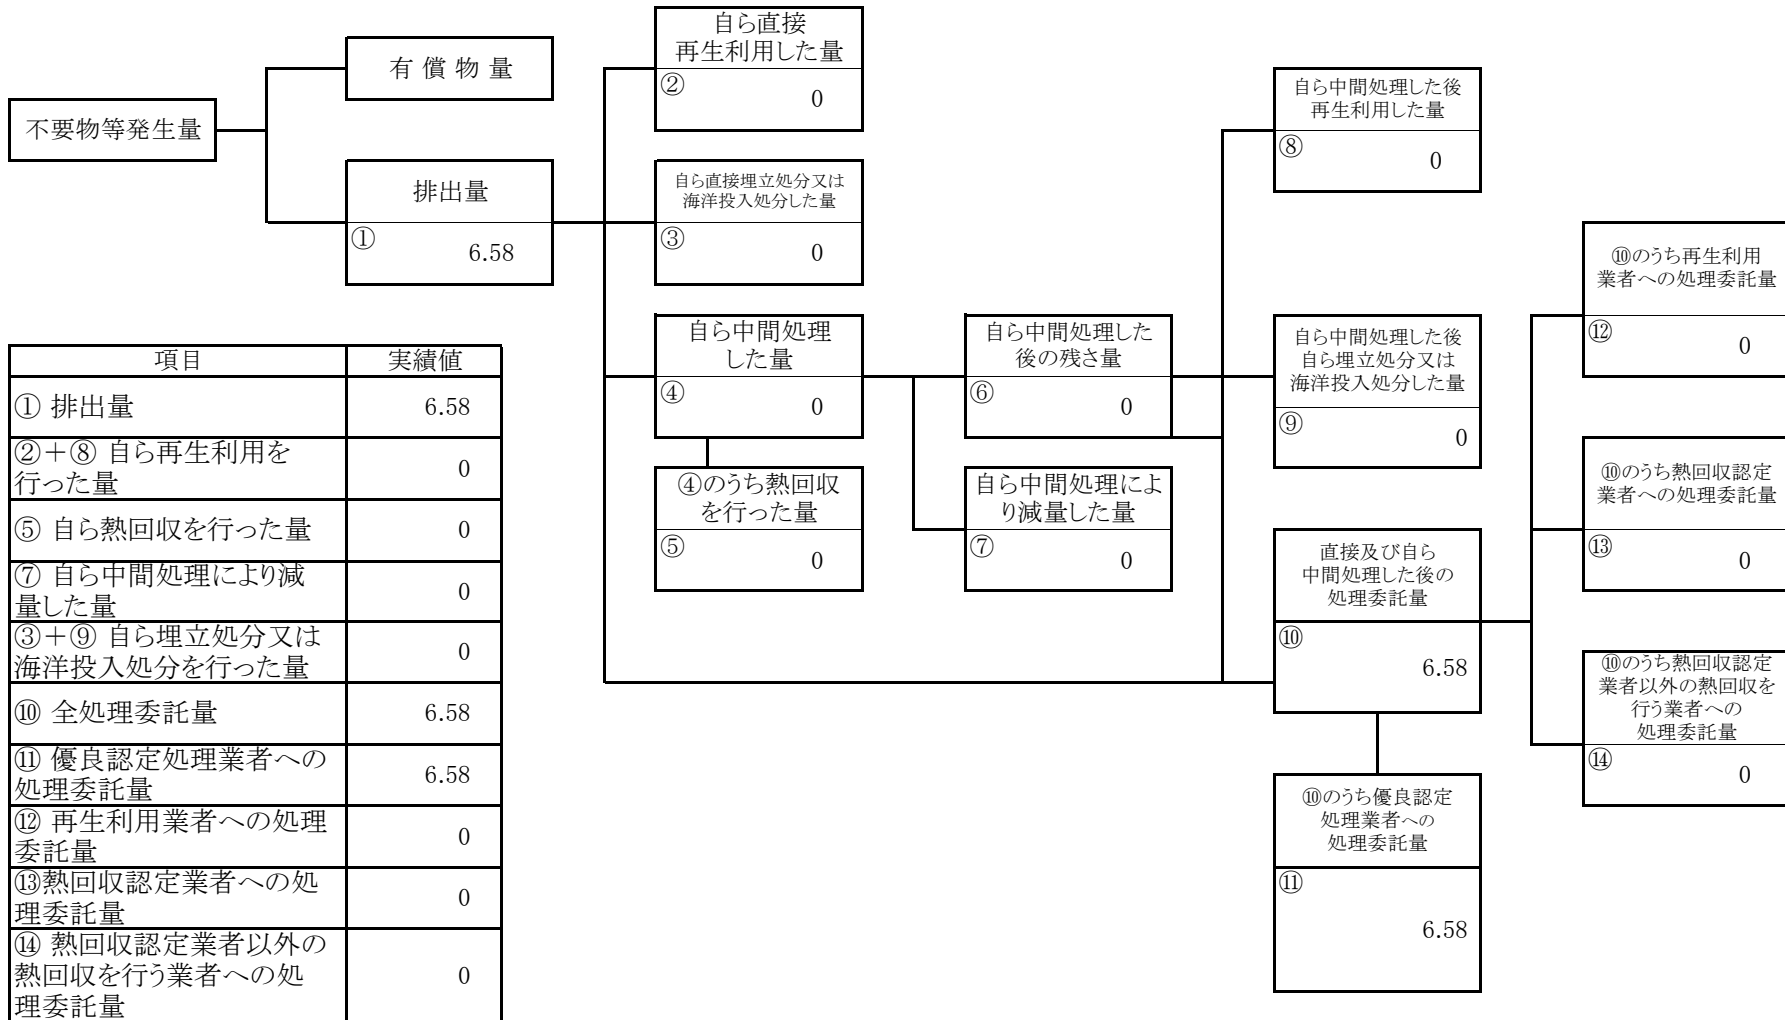 自ら直接
再生利用した量
②
0
有 償 物 量
不要物等発生量
自ら中間処理した後
再生利用した量
⑧
0
排出量
①
6.58
自ら直接埋立処分又は
海洋投入処分した量
③
0
⑩のうち再生利用
業者への処理委託量
⑫
0
自ら中間処理
した量
④
0
自ら中間処理した
後の残さ量
⑥
0
自ら中間処理した後
自ら埋立処分又は
海洋投入処分した量
⑨
0
④のうち熱回収
を行った量
⑤
0
自ら中間処理によ
り減量した量
⑦
0
⑩のうち熱回収認定
業者への処理委託量
⑬
0
直接及び自ら
中間処理した後の
処理委託量
⑩
6.58
⑩のうち熱回収認定
業者以外の熱回収を
行う業者への
処理委託量
⑭
0
⑩のうち優良認定
処理業者への
処理委託量
⑪
6.58
項目 実績値
① 排出量 6.58
②+⑧ 自ら再生利用を
行った量 0
⑤ 自ら熱回収を行った量 0
⑦ 自ら中間処理により減
量した量 0
③+⑨ 自ら埋立処分又は
海洋投入処分を行った量 0
⑩ 全処理委託量 6.58
⑪ 優良認定処理業者への
処理委託量 6.58
⑫ 再生利用業者への処理
委託量 0
⑬熱回収認定業者への処
理委託量 0
⑭ 熱回収認定業者以外の
熱回収を行う業者への処
理委託量 0